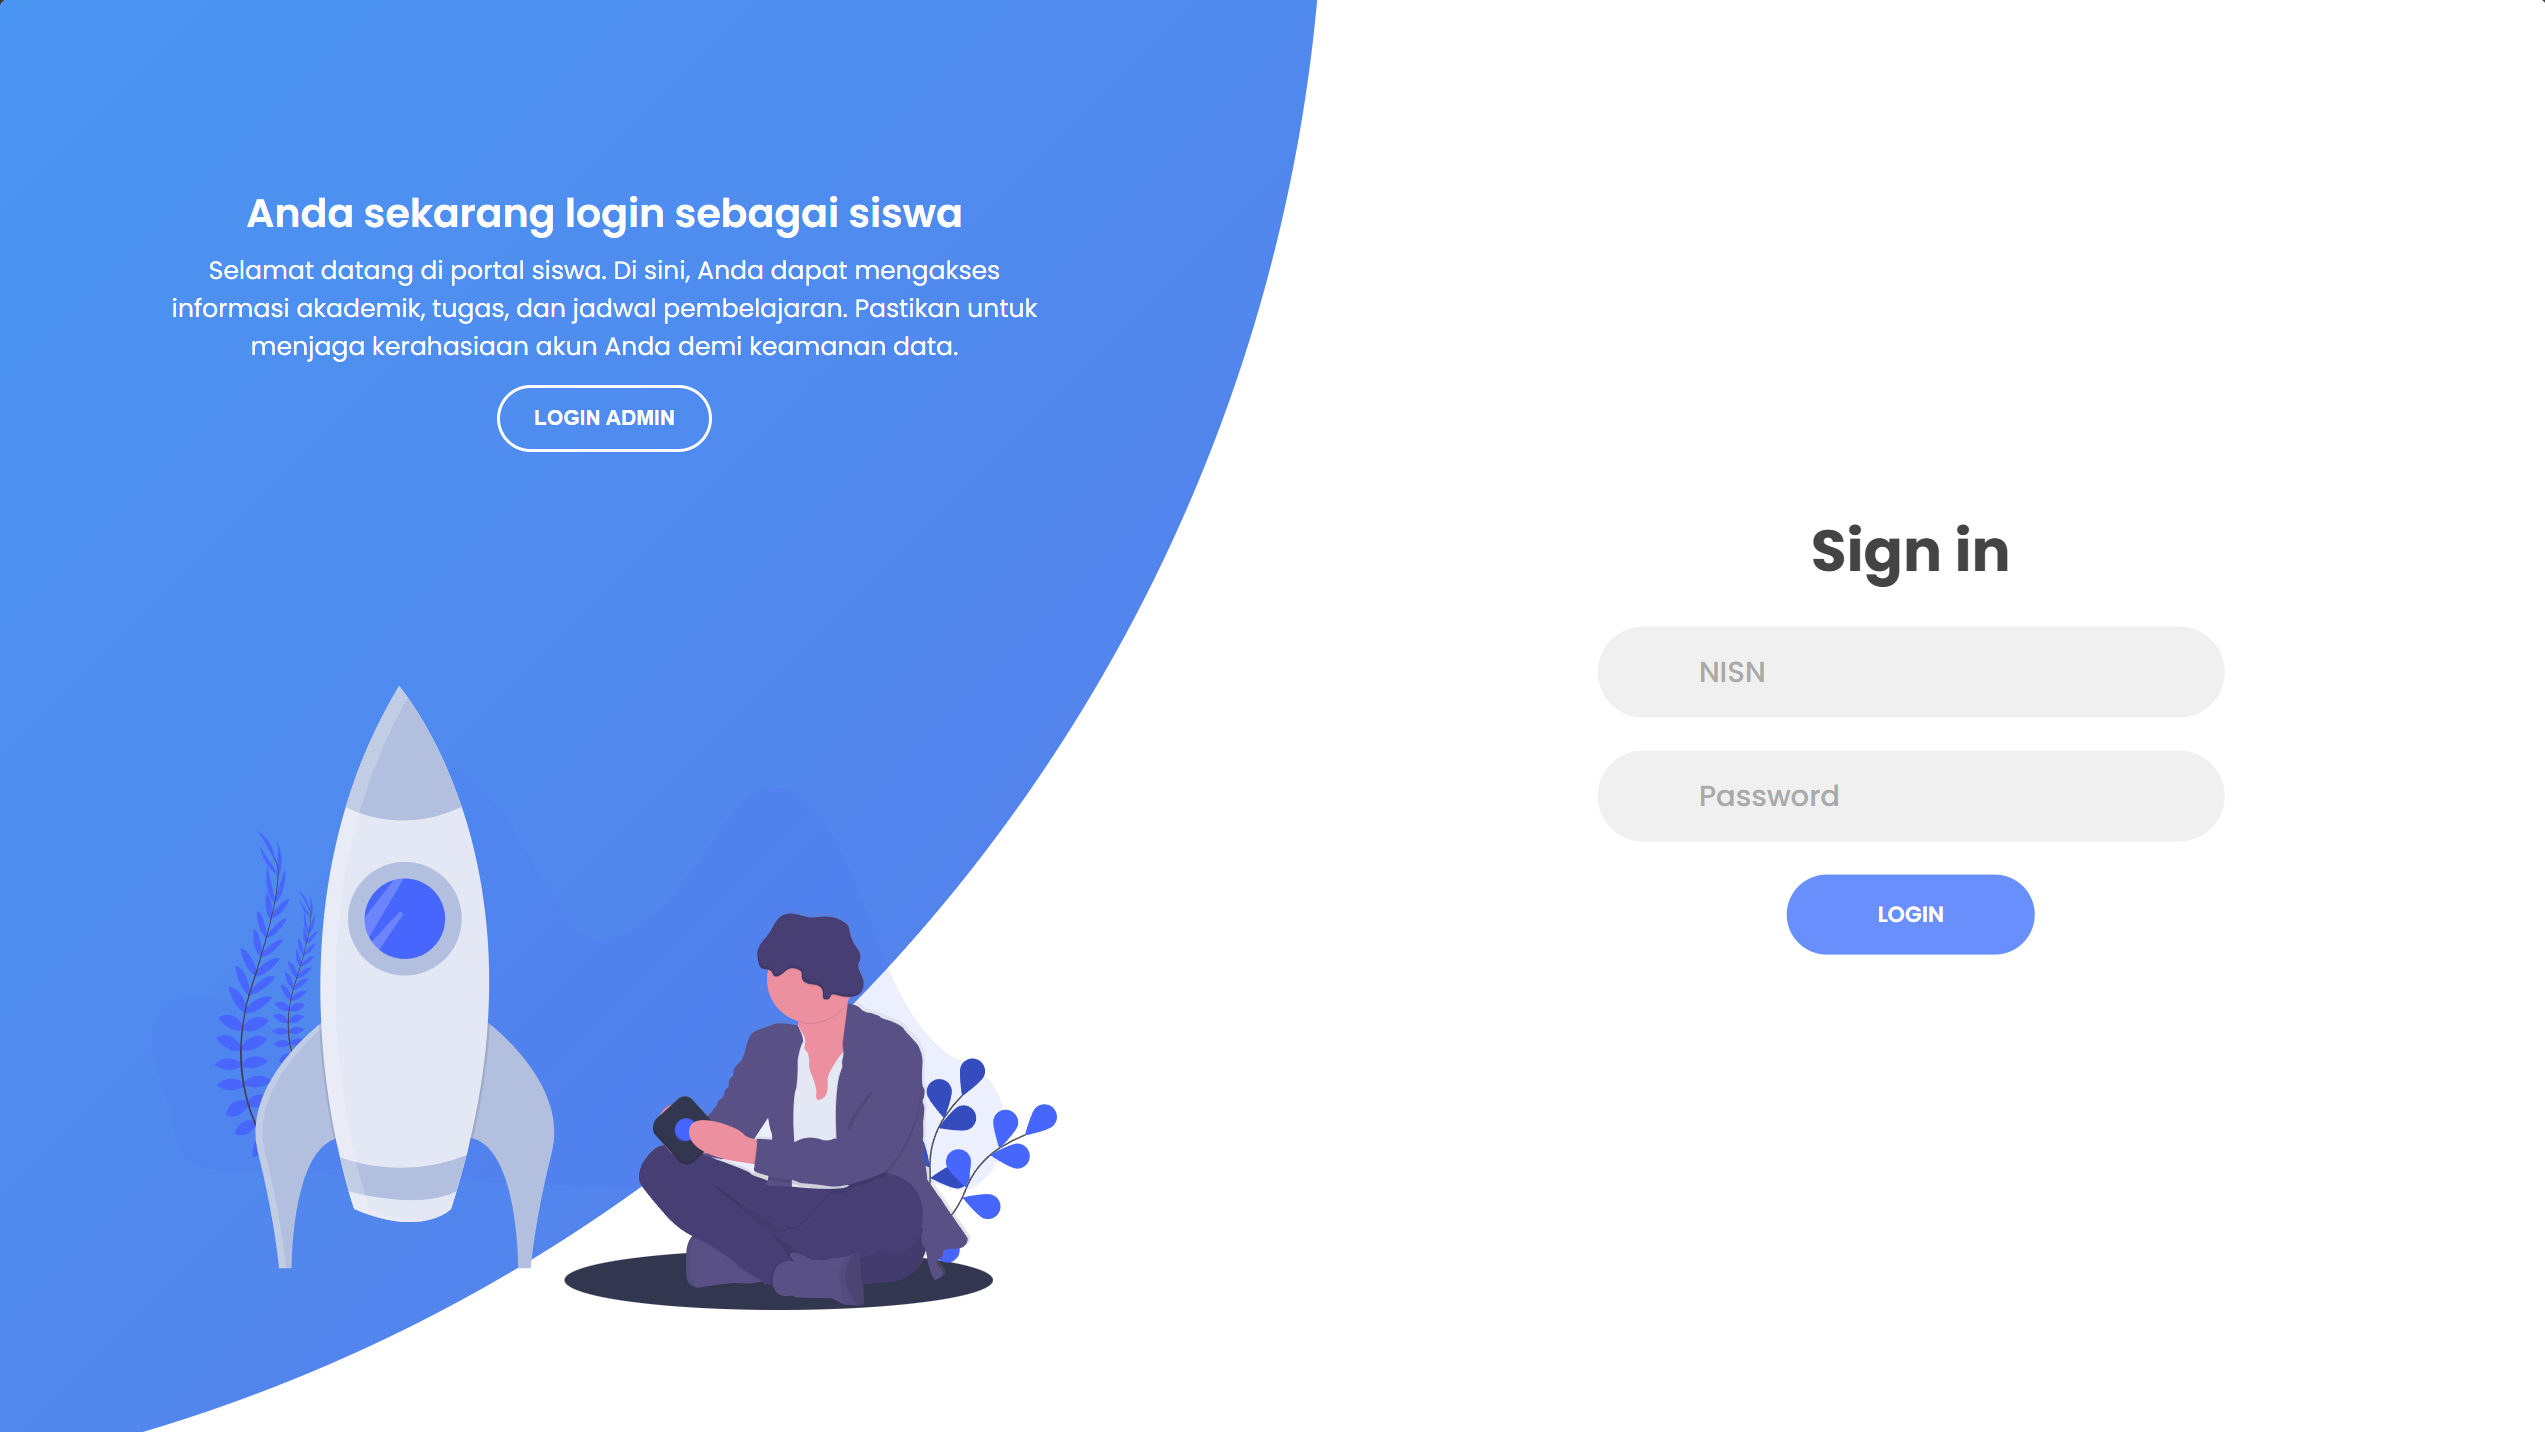 Anda sekarang login sebagai siswa
Selamat datang di portal siswa. Di sini, Anda dapat mengakses
informasi akademik, tugas, dan jadwal pembelajaran. Pastikan untuk
menjaga kerahasiaan akun Anda demi keamanan data.
LOGIN ADMIN
Sign in
NISN
Password
LOGIN